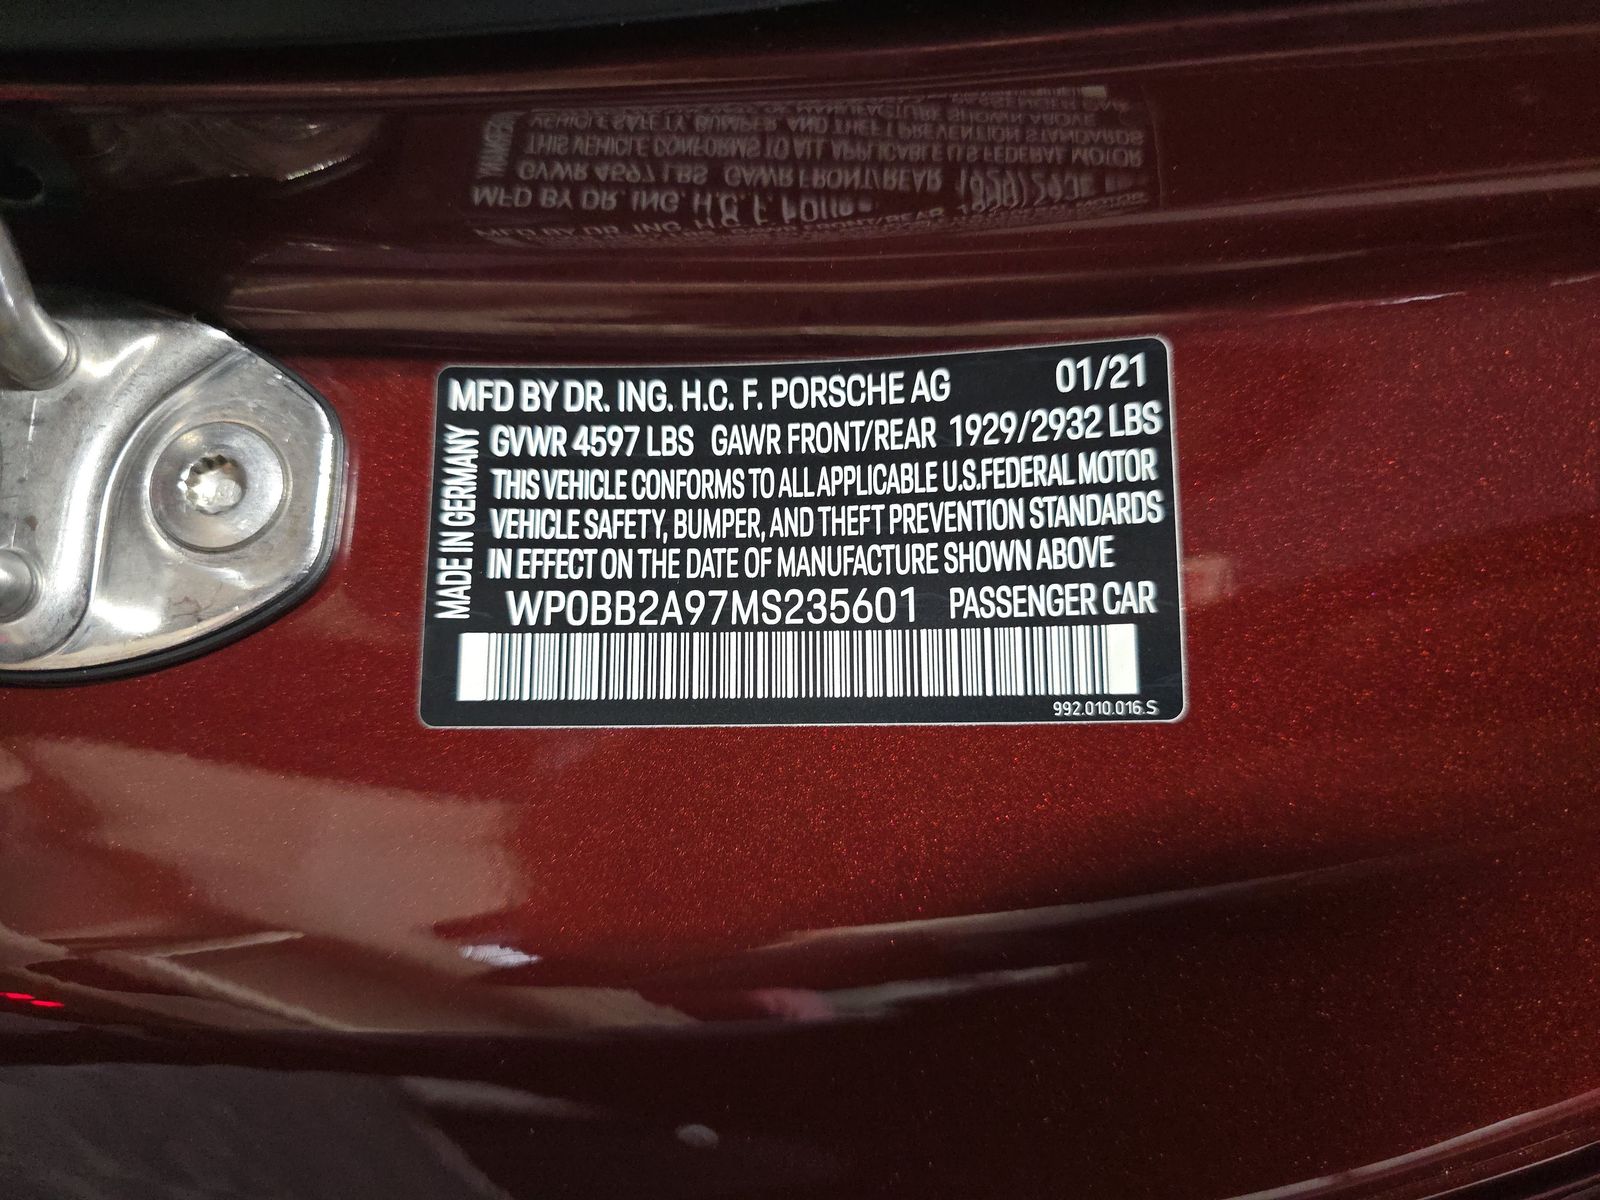 MFD BY DR. ING. H.C. F. PORSCHE AG 01/21
GVWR 4597 LBS GAWR FRONT/REAR 1929/2932 LBS
THIS VEHICLE CONFORMS TO ALL APPLICABLE U.S.FEDERAL MOTOR
VEHICLE SAFETY, BUMPER, AND THEFT PREVENTION STANDARDS
IN EFFECT ON THE DATE OF MANUFACTURE SHOWN ABOVE
WP0BB2A97MS235601 PASSENGER CAR
MADE IN GERMANY
992.010.016.S